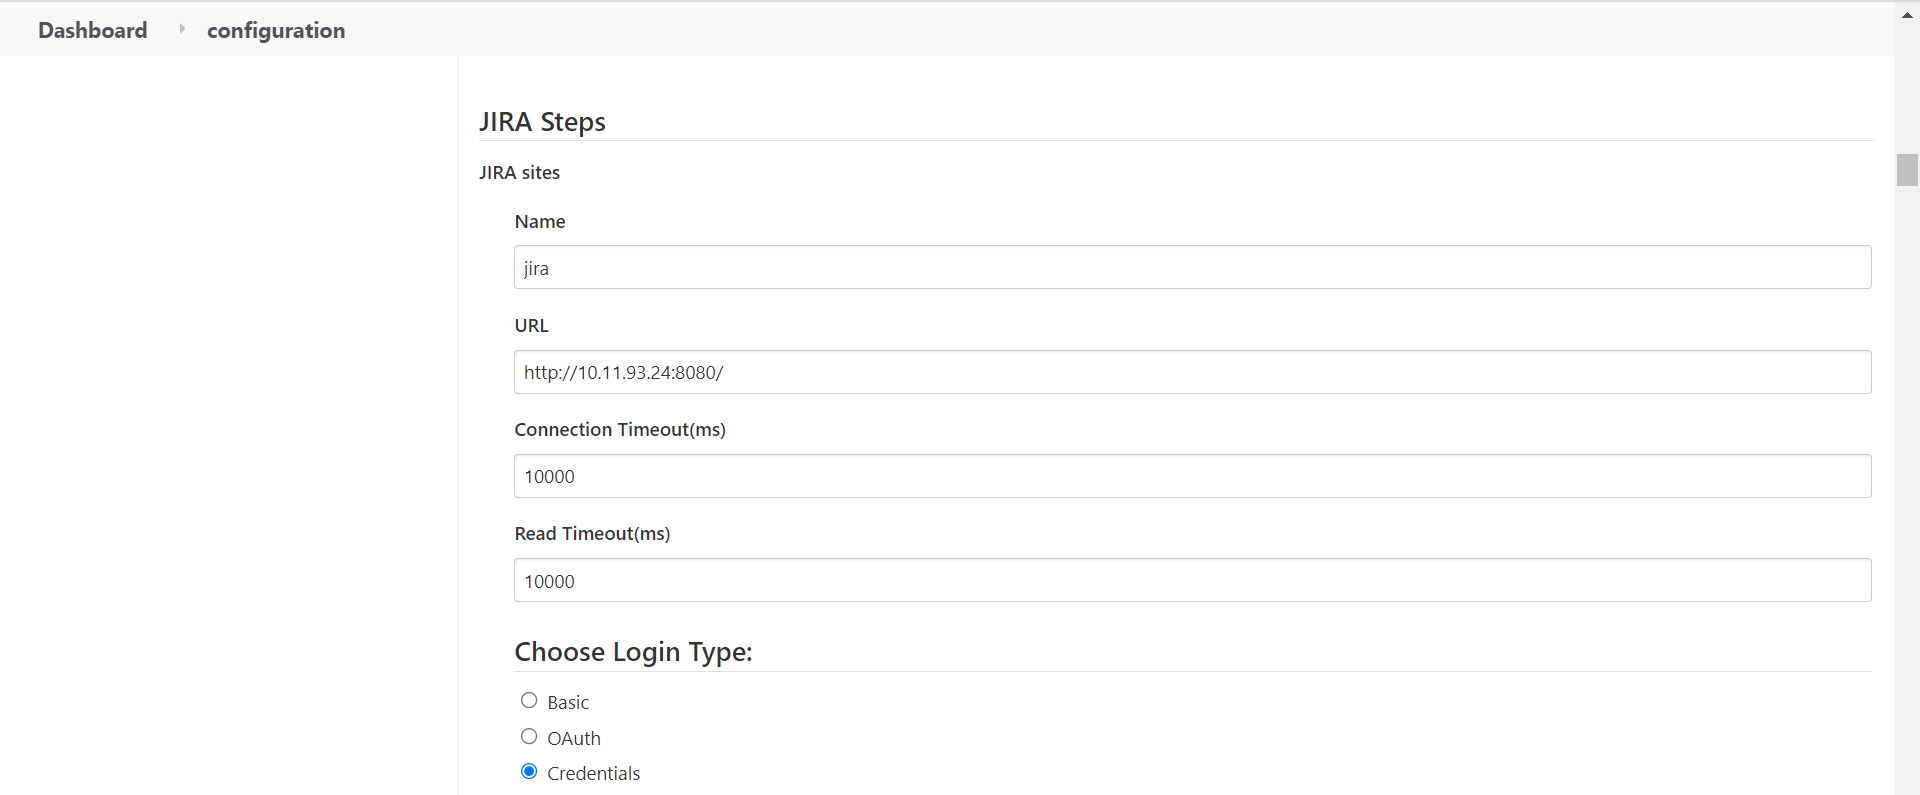 Dashboard configuration
JIRA Steps
JIRA sites
Name
jira
URL
http://10.11.93.24:8080/
Connection Timeout(ms)
10000
Read Timeout(ms)
10000
Choose Login Type:
Basic
OAuth
Credentials